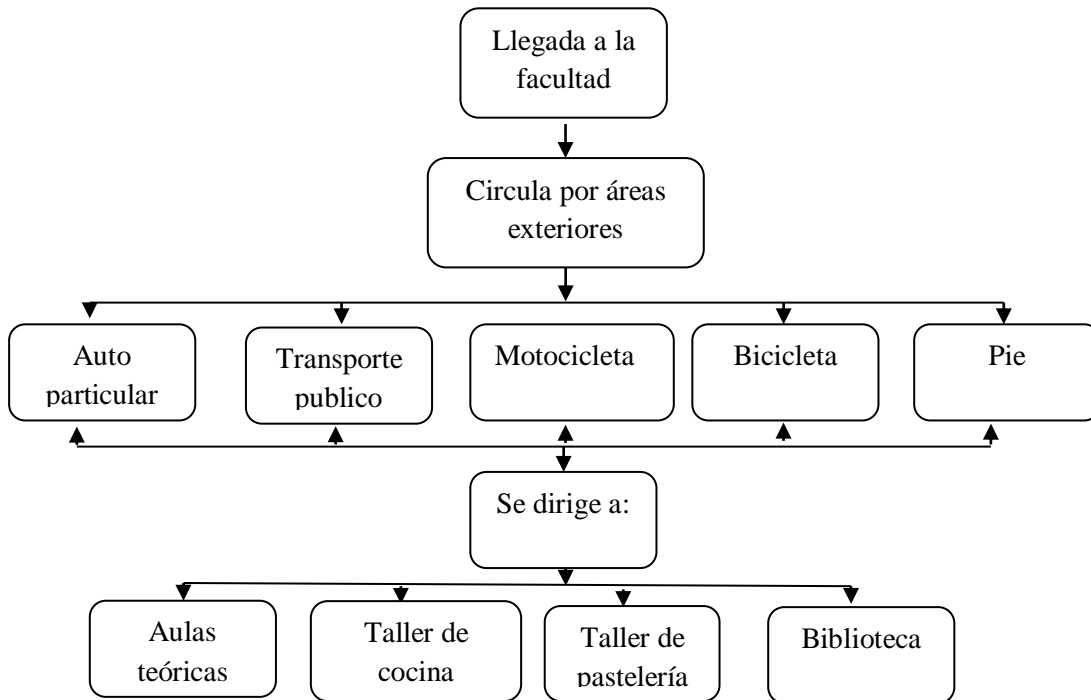 Llegada a la
facultad
Circula por áreas
exteriores
Auto
particular
Transporte
publico
Motocicleta
Bicicleta
Pie
Se dirige a:
Aulas
teóricas
Taller de
cocina
Taller de
pastelería
Biblioteca